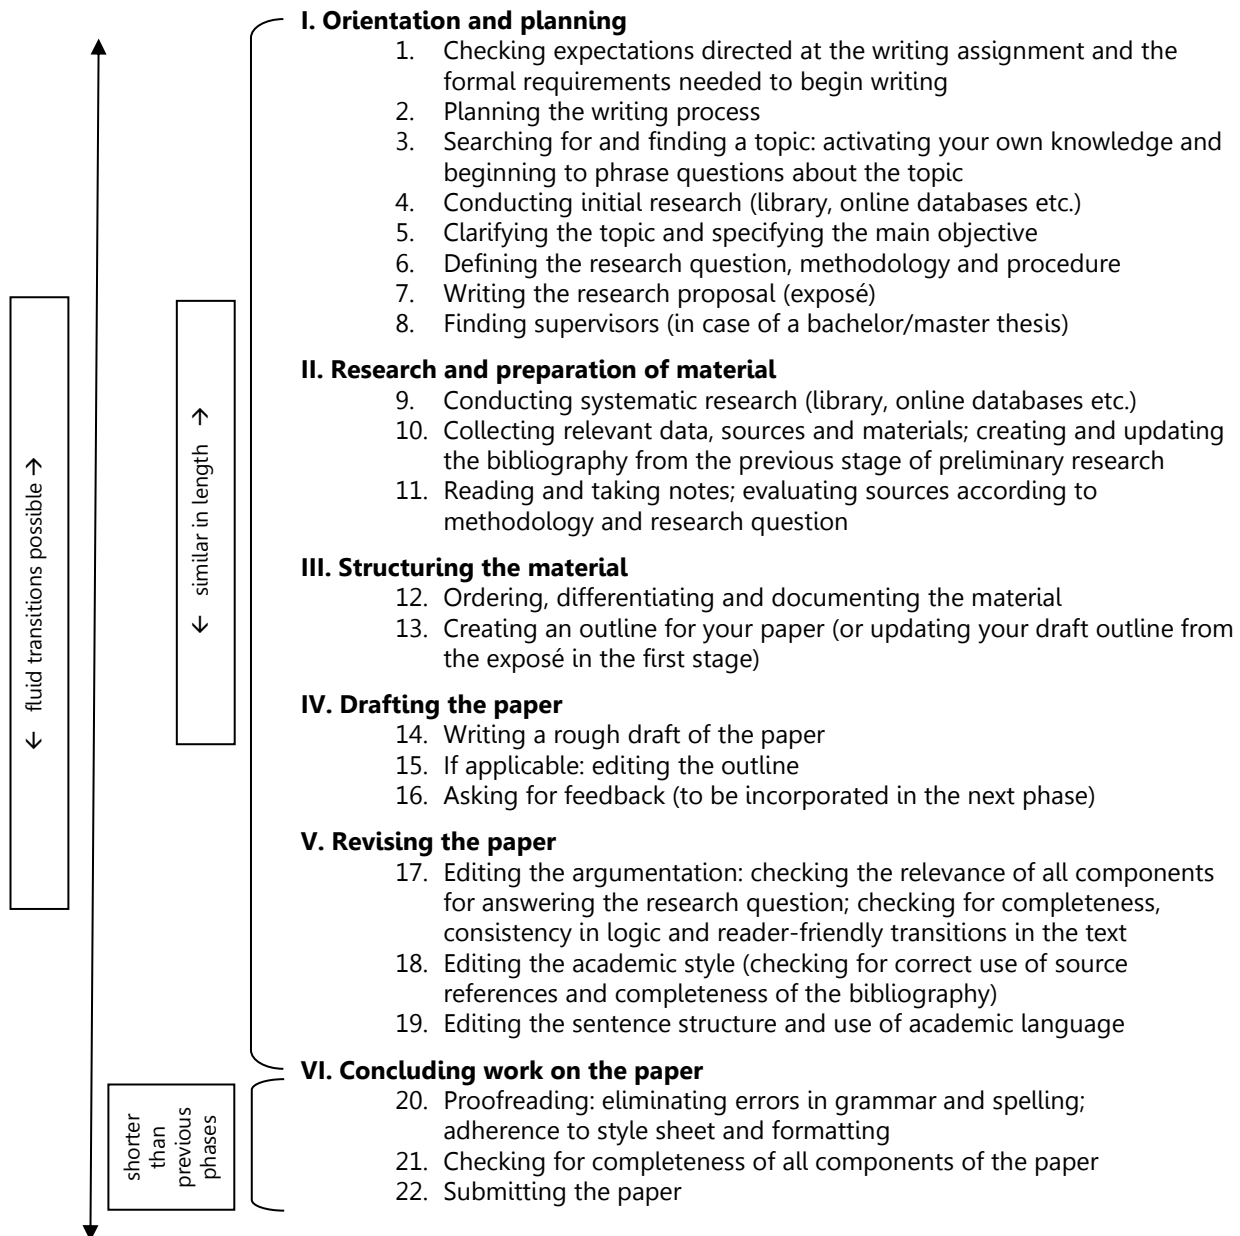 I. Orientation and planning
1. Checking expectations directed at the writing assignment and the
formal requirements needed to begin writing
2. Planning the writing process
3. Searching for and finding a topic: activating your own knowledge and
beginning to phrase questions about the topic
4. Conducting initial research (library, online databases etc.)
5. Clarifying the topic and specifying the main objective
6. Defining the research question, methodology and procedure
7. Writing the research proposal (exposé)
8. Finding supervisors (in case of a bachelor/master thesis)
II. Research and preparation of material
9. Conducting systematic research (library, online databases etc.)
10. Collecting relevant data, sources and materials; creating and updating
the bibliography from the previous stage of preliminary research
11. Reading and taking notes; evaluating sources according to
methodology and research question
III. Structuring the material
12. Ordering, differentiating and documenting the material
13. Creating an outline for your paper (or updating your draft outline from
the exposé in the first stage)
IV. Drafting the paper
14. Writing a rough draft of the paper
15. If applicable: editing the outline
16. Asking for feedback (to be incorporated in the next phase)
V. Revising the paper
17. Editing the argumentation: checking the relevance of all components
for answering the research question; checking for completeness,
consistency in logic and reader-friendly transitions in the text
18. Editing the academic style (checking for correct use of source
references and completeness of the bibliography)
19. Editing the sentence structure and use of academic language
VI. Concluding work on the paper
20. Proofreading: eliminating errors in grammar and spelling;
adherence to style sheet and formatting
21. Checking for completeness of all components of the paper
22. Submitting the paper
← fluid transitions possible →
← similar in length →
shorter
than
previous
phases